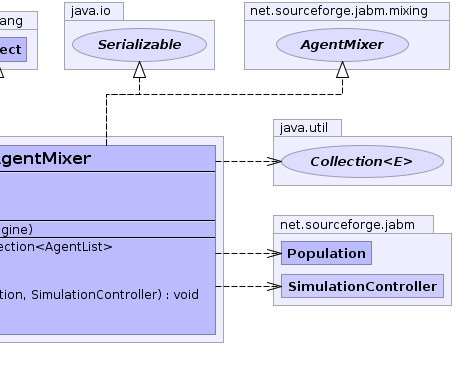 ang
java.io
net.sourceforge.jabm.mixing
ect
Serializable
AgentMixer
java.util
Collection<E>
AgentMixer
gine)
ection<AgentList>
tion, SimulationController) : void
net.sourceforge.jabm
Population
SimulationController